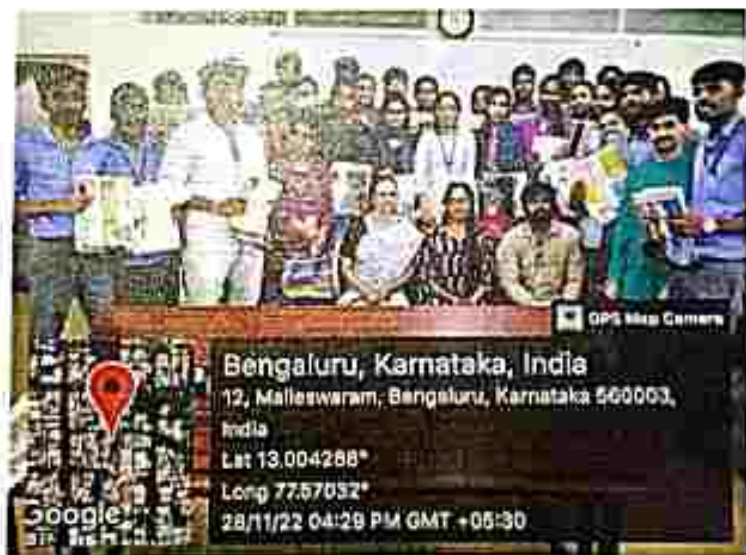 GPS Map Camera
Bengaluru, Karnataka, India
12, Malleswaram, Bengaluru, Karnataka 560003,
India
Lat 13.004288°
Long 77.57032°
Google
28/11/22 04:29 PM GMT +05:30